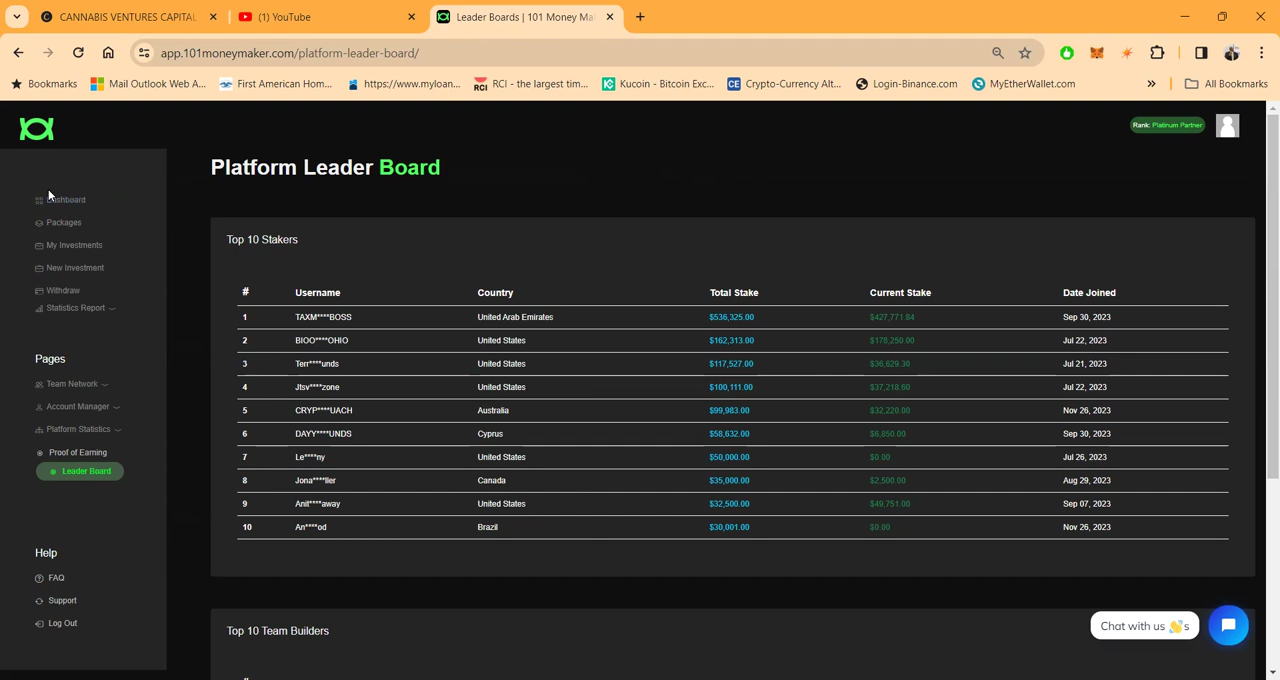 CANNABIS VENTURES CAPITAL
(1) YouTube
Leader Boards | 101 Money Ma
app.101moneymaker.com/platform-leader-board/
Bookmarks Mail Outlook Web A... First American Hom... https://www.myloan... RCI - the largest tim... Kucoin - Bitcoin Exc... Crypto-Currency Alt... Login-Binance.com MyEtherWallet.com » All Bookmarks
Rank: Platinum Partner
Platform Leader Board
Dashboard
Packages
My Investments
New Investment
Withdraw
Statistics Report
Pages
Team Network
Account Manager
Platform Statistics
Proof of Earning
Leader Board
Help
FAQ
Support
Log Out
Top 10 Stakers
# Username Country Total Stake Current Stake Date Joined
1 TAXM****BOSS United Arab Emirates $536,325.00 $427,771.84 Sep 30, 2023
2 BIOO****OHIO United States $162,313.00 $178,250.00 Jul 22, 2023
3 Terr****unds United States $117,527.00 $36,629.30 Jul 21, 2023
4 Jtsv****zone United States $100,111.00 $37,218.60 Jul 22, 2023
5 CRYP****UACH Australia $99,983.00 $32,220.00 Nov 26, 2023
6 DAYY****UNDS Cyprus $58,632.00 $6,850.00 Sep 30, 2023
7 Le****ny United States $50,000.00 $0.00 Jul 26, 2023
8 Jona****ller Canada $35,000.00 $2,500.00 Aug 29, 2023
9 Anit****away United States $32,500.00 $49,751.00 Sep 07, 2023
10 An****od Brazil $30,001.00 $0.00 Nov 26, 2023
Top 10 Team Builders
Chat with us 👋s